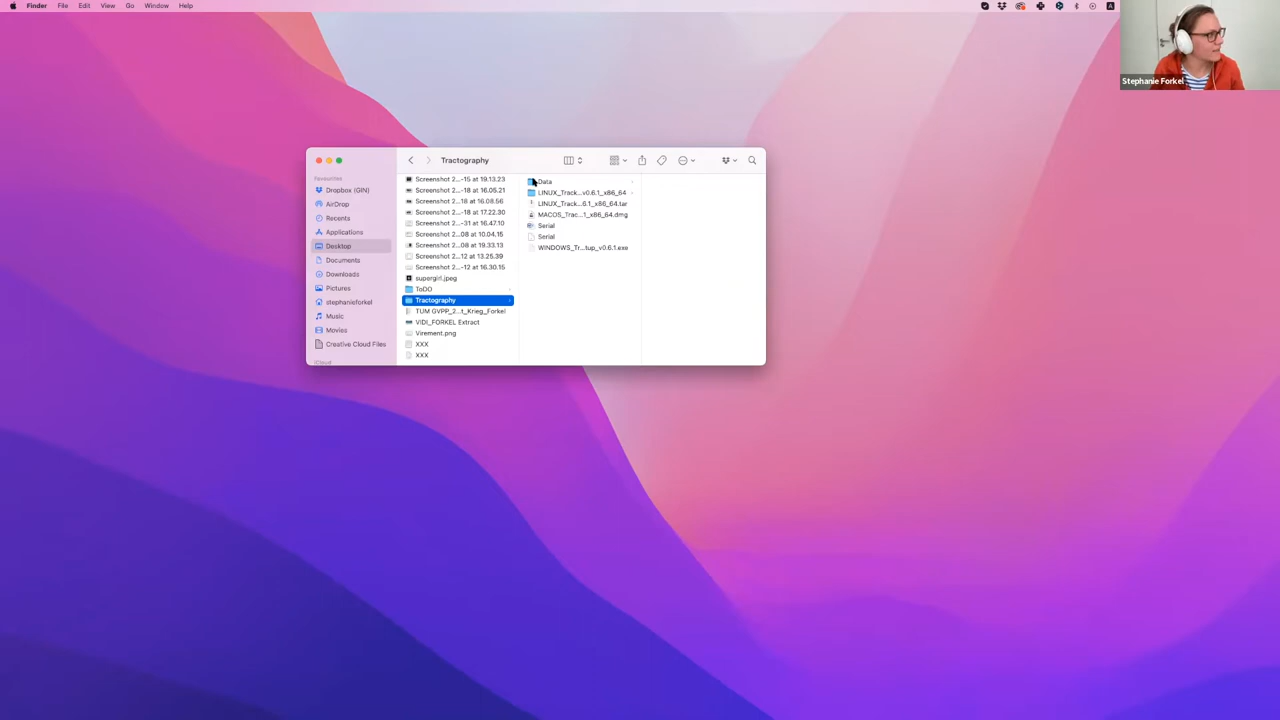 Finder File Edit View Go Window Help
A
Stephanie Forkel
Tractography
Favourites
Dropbox (GIN)
AirDrop
Recents
Applications
Desktop
Documents
Downloads
Pictures
stephanieforkel
Music
Movies
Creative Cloud Files
iCloud
Screenshot 2...-15 at 19.13.23
Screenshot 2...-18 at 16.05.21
Screenshot 2...-18 at 16.08.56
Screenshot 2...-18 at 17.22.30
Screenshot 2...-31 at 16.47.10
Screenshot 2...-08 at 10.04.15
Screenshot 2...-08 at 19.33.13
Screenshot 2...-12 at 13.25.39
Screenshot 2...-12 at 16.30.15
supergirl.jpeg
ToDO
Tractography
TUM GVPP_2...t_Krieg_Forkel
VIDI_FORKEL Extract
Virement.png
XXX
XXX
Data
LINUX_Track...v0.6.1_x86_64
LINUX_Track...6.1_x86_64.tar
MACOS_Trac...1_x86_64.dmg
Serial
Serial
WINDOWS_Tr...tup_v0.6.1.exe